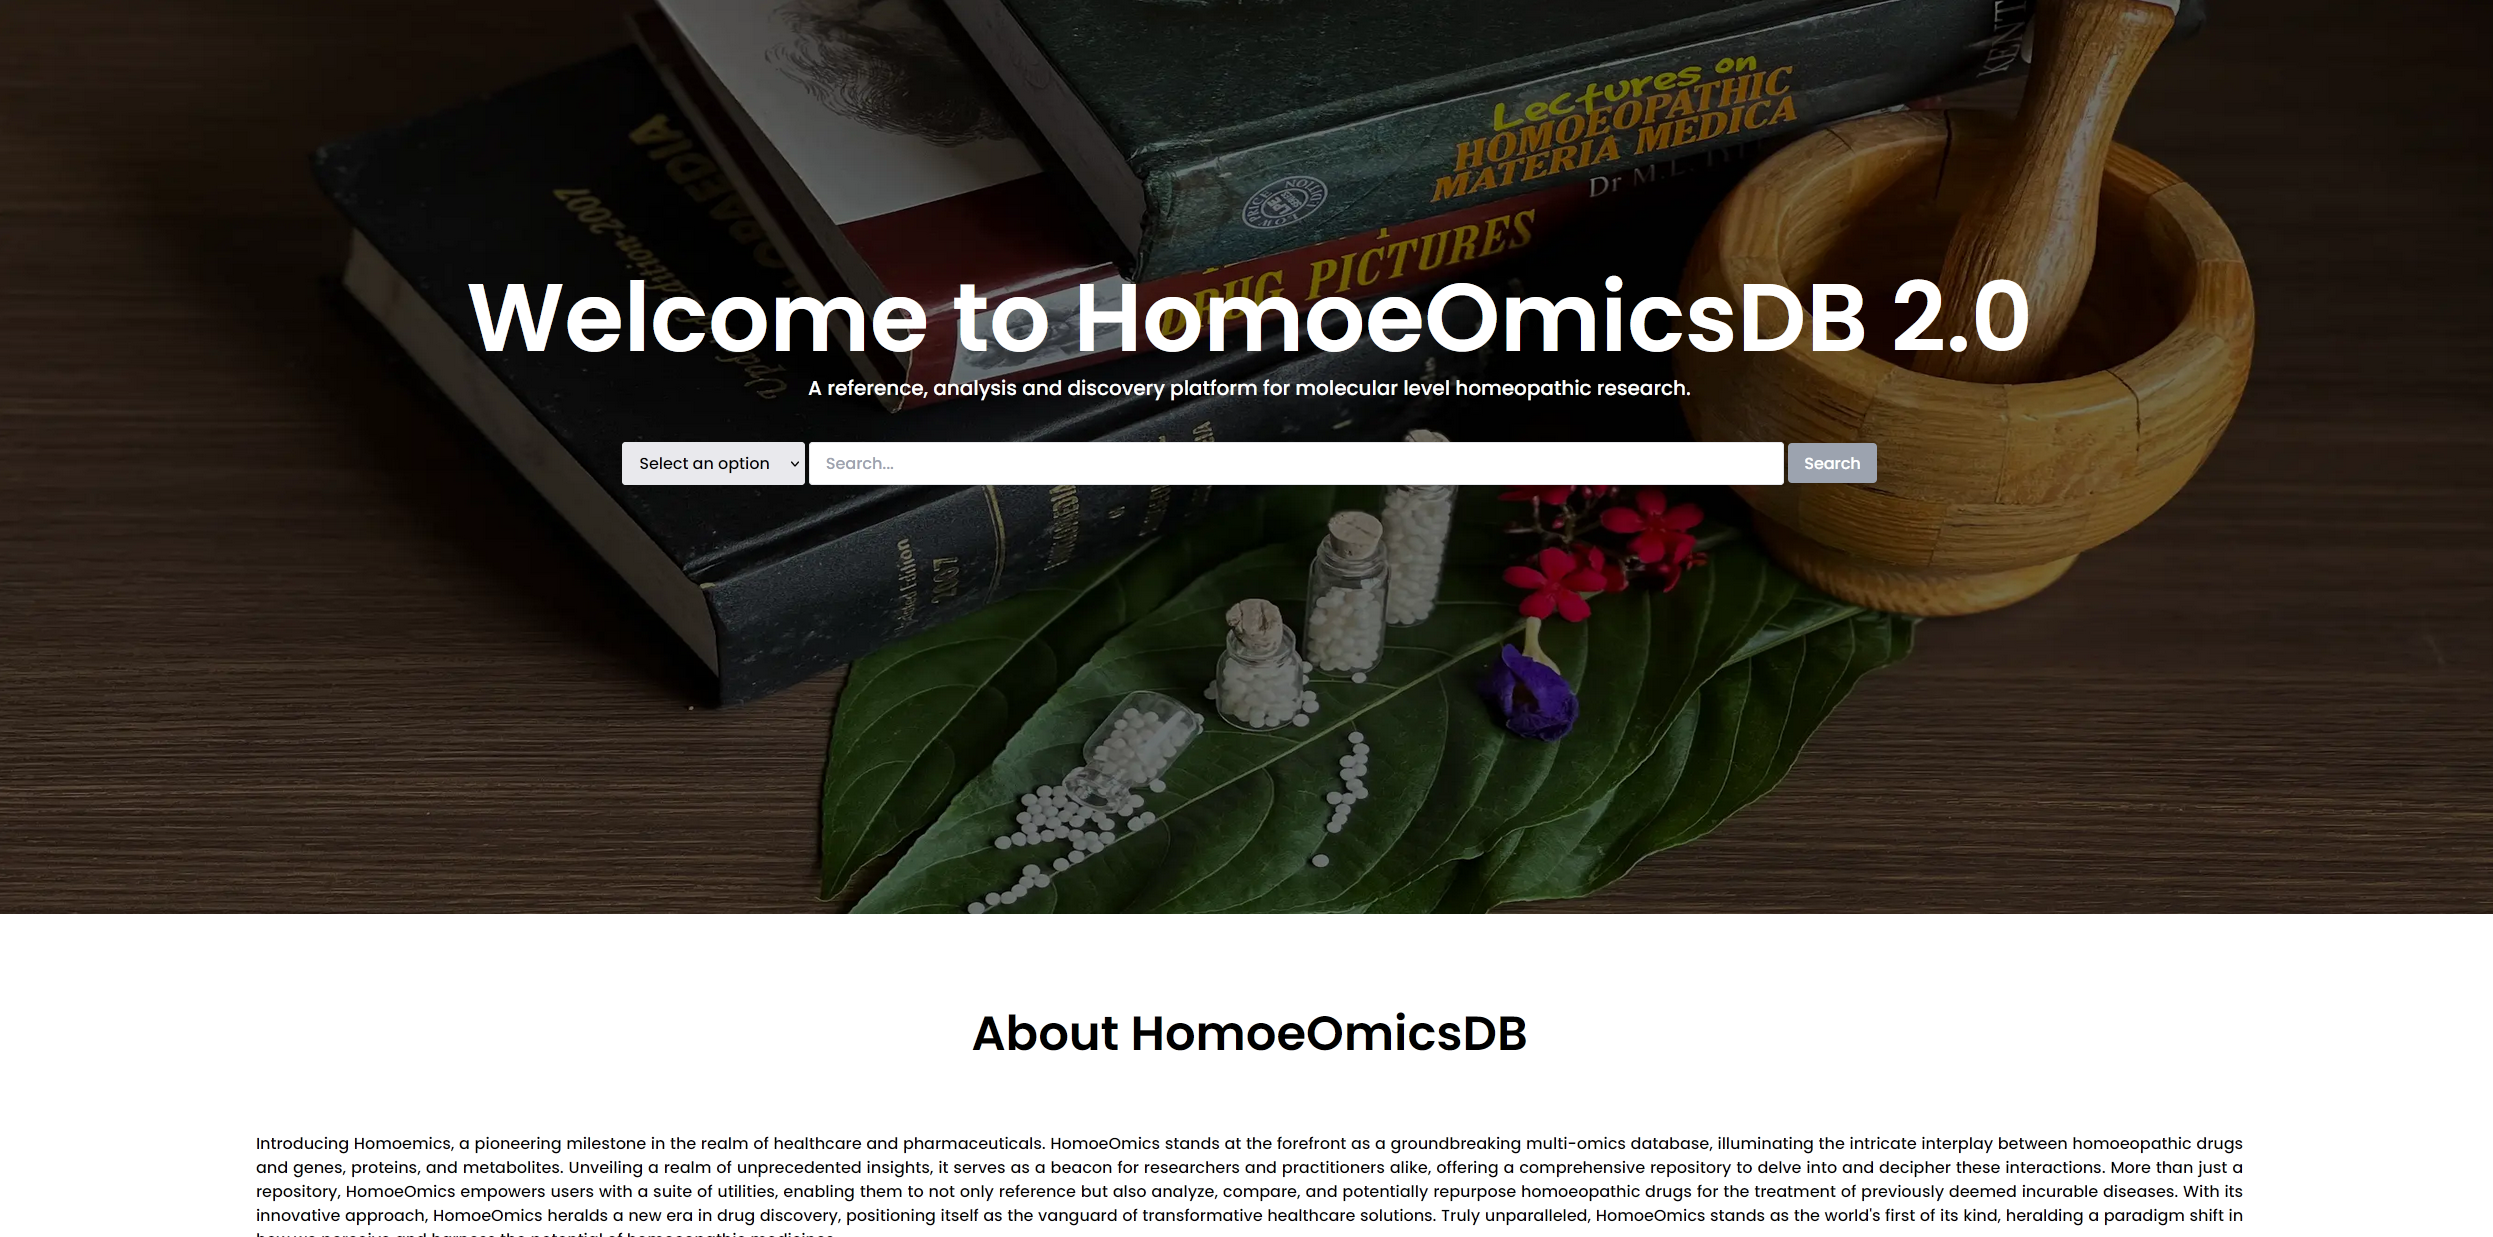 KENT
Lectures on
HOMOEOPATHIC
MATERIA MEDICA
Dr M.L.
DRUG PICTURES
2007
Welcome to HomoeOmicsDB 2.0
A reference, analysis and discovery platform for molecular level homeopathic research.
Select an option
Search...
Search
Edition
2007
About HomoeOmicsDB
Introducing Homoemics, a pioneering milestone in the realm of healthcare and pharmaceuticals. HomoeOmics stands at the forefront as a groundbreaking multi-omics database, illuminating the intricate interplay between homoeopathic drugs
and genes, proteins, and metabolites. Unveiling a realm of unprecedented insights, it serves as a beacon for researchers and practitioners alike, offering a comprehensive repository to delve into and decipher these interactions. More than just a
repository, HomoeOmics empowers users with a suite of utilities, enabling them to not only reference but also analyze, compare, and potentially repurpose homoeopathic drugs for the treatment of previously deemed incurable diseases. With its
innovative approach, HomoeOmics heralds a new era in drug discovery, positioning itself as the vanguard of transformative healthcare solutions. Truly unparalleled, HomoeOmics stands as the world's first of its kind, heralding a paradigm shift in